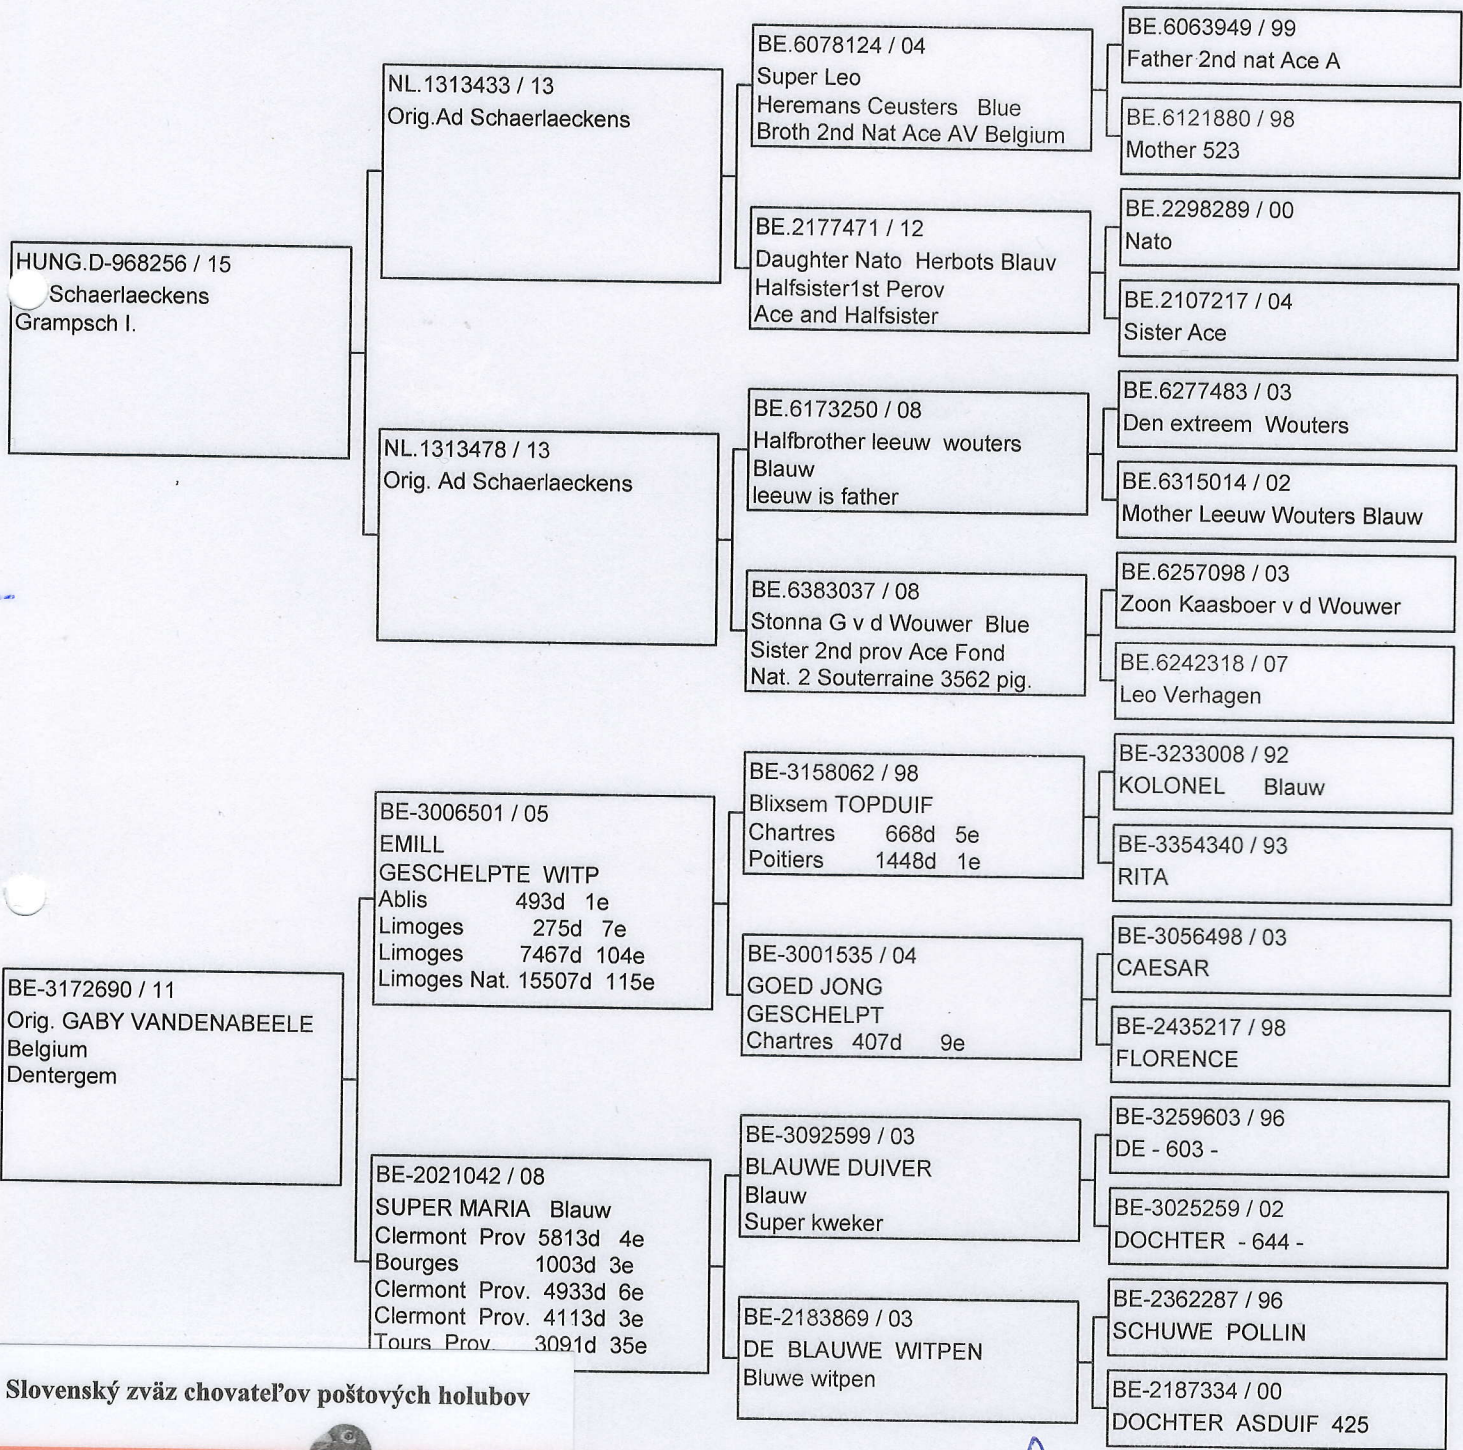 HUNG.D-968256 / 15
Schaerlaeckens
Grampsch I.
BE-3172690 / 11
Orig. GABY VANDENABEELE
Belgium
Dentergem
NL.1313433 / 13
Orig.Ad Schaerlaeckens
NL.1313478 / 13
Orig. Ad Schaerlaeckens
BE-3006501 / 05
EMILL
GESCHELPTE WITP
Ablis 493d 1e
Limoges 275d 7e
Limoges 7467d 104e
Limoges Nat. 15507d 115e
BE-2021042 / 08
SUPER MARIA Blauw
Clermont Prov 5813d 4e
Bourges 1003d 3e
Clermont Prov. 4933d 6e
Clermont Prov. 4113d 3e
Tours Prov. 3091d 35e
BE.6078124 / 04
Super Leo
Heremans Ceusters Blue
Broth 2nd Nat Ace AV Belgium
BE.2177471 / 12
Daughter Nato Herbots Blauv
Halfsister1st Perov
Ace and Halfsister
BE.6173250 / 08
Halfbrother leeuw wouters
Blauw
leeuw is father
BE.6383037 / 08
Stonna G v d Wouwer Blue
Sister 2nd prov Ace Fond
Nat. 2 Souterraine 3562 pig.
BE-3158062 / 98
Blixsem TOPDUIF
Chartres 668d 5e
Poitiers 1448d 1e
BE-3001535 / 04
GOED JONG
GESCHELPT
Chartres 407d 9e
BE-3092599 / 03
BLAUWE DUIVER
Blauw
Super kweker
BE-2183869 / 03
DE BLAUWE WITPEN
Bluwe witpen
BE.6063949 / 99
Father 2nd nat Ace A
BE.6121880 / 98
Mother 523
BE.2298289 / 00
Nato
BE.2107217 / 04
Sister Ace
BE.6277483 / 03
Den extreem Wouters
BE.6315014 / 02
Mother Leeuw Wouters Blauw
BE.6257098 / 03
Zoon Kaasboer v d Wouwer
BE.6242318 / 07
Leo Verhagen
BE-3233008 / 92
KOLONEL Blauw
BE-3354340 / 93
RITA
BE-3056498 / 03
CAESAR
BE-2435217 / 98
FLORENCE
BE-3259603 / 96
DE - 603 -
BE-3025259 / 02
DOCHTER - 644 -
BE-2362287 / 96
SCHUWE POLLIN
BE-2187334 / 00
DOCHTER ASDUIF 425
Slovenský zväz chovateľov poštových holubov